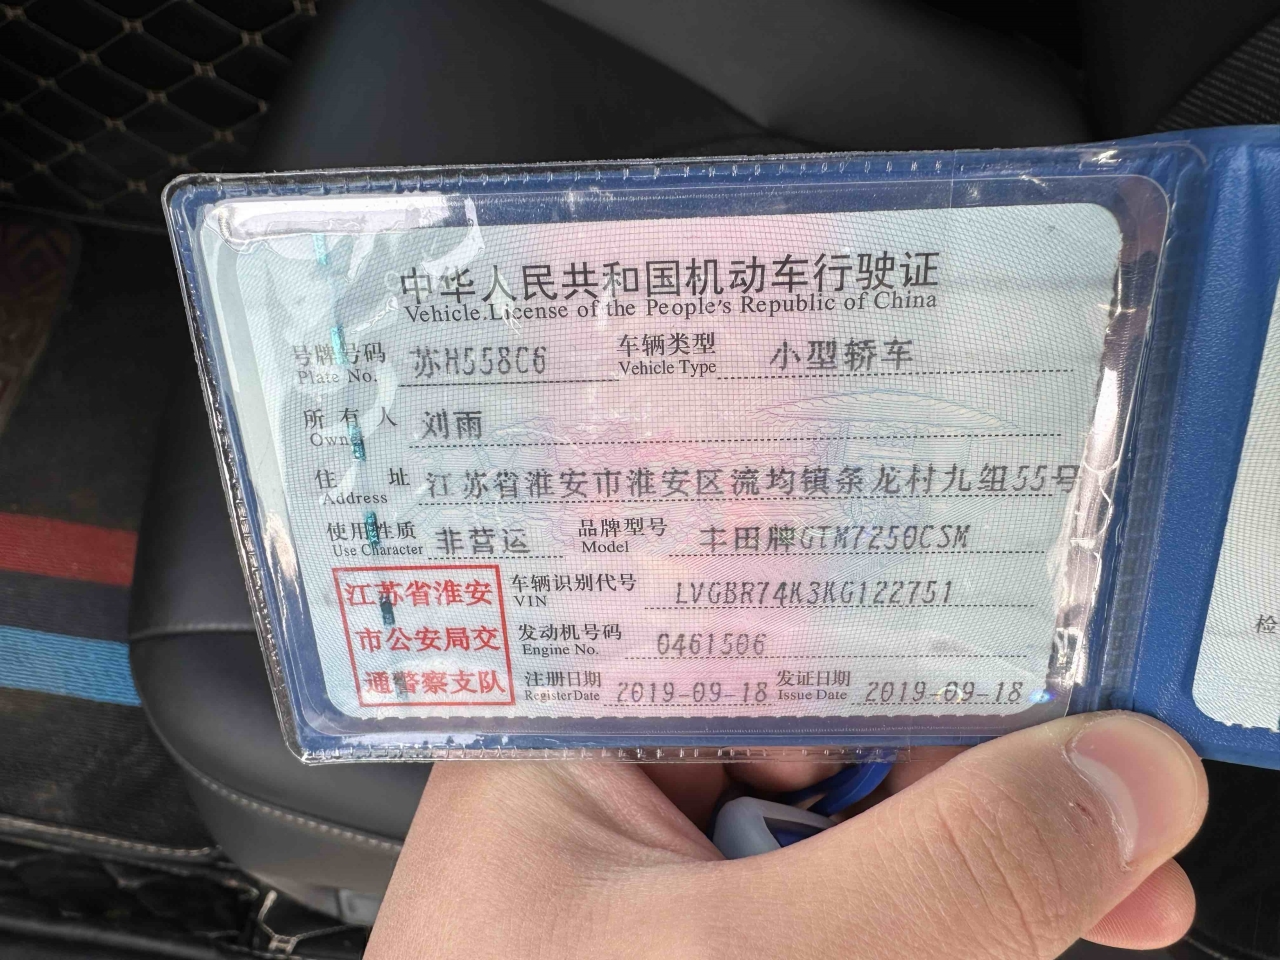 中华人民共和国机动车行驶证
Vehicle License of the People's Republic of China
号牌号码 苏H558C6 车辆类型 小型轿车
Plate No. Vehicle Type
所有人 刘雨
Owner
住址 江苏省淮安市淮安区流均镇条龙村九组55号
Address
使用性质 非营运 品牌型号 丰田牌GTM7250CSM
Use Character Model
江苏省淮安
市公安局交
通警察支队
车辆识别代号 LVGBR74K3KG122751
VIN
发动机号码 0461506
Engine No.
注册日期 2019-09-18 发证日期 2019-09-18
Register Date Issue Date
检